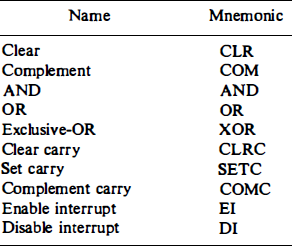 Name Mnemonic
Clear CLR
Complement COM
AND AND
OR OR
Exclusive-OR XOR
Clear carry CLRC
Set carry SETC
Complement carry COMC
Enable interrupt EI
Disable interrupt DI